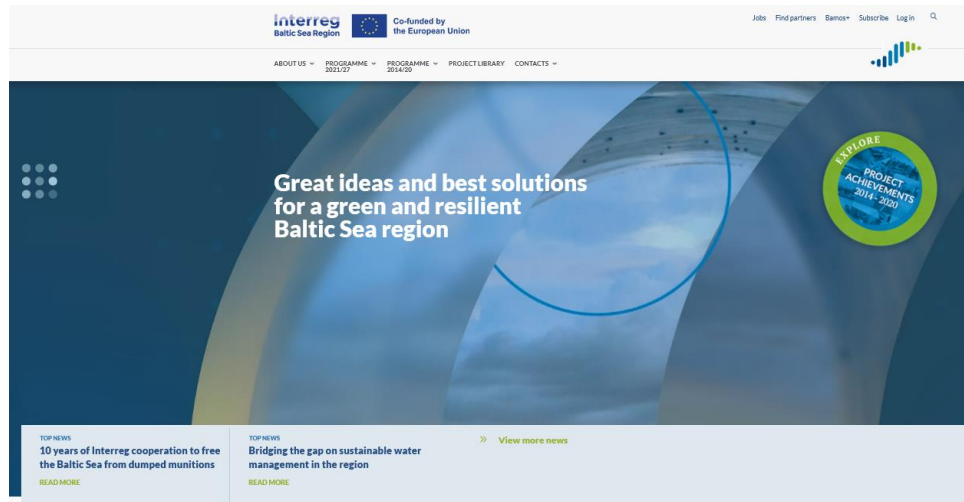 Interreg
Baltic Sea Region
Co-funded by
the European Union
Jobs Find partners Bamos+ Subscribe Log in
ABOUT US PROGRAMME 2021/27 PROGRAMME 2014/20 PROJECT LIBRARY CONTACTS
Great ideas and best solutions
for a green and resilient
Baltic Sea region
EXPLORE
PROJECT
ACHIEVEMENTS
2014 - 2020
TOP NEWS
10 years of Interreg cooperation to free
the Baltic Sea from dumped munitions
READ MORE
TOP NEWS
Bridging the gap on sustainable water
management in the region
READ MORE
» View more news